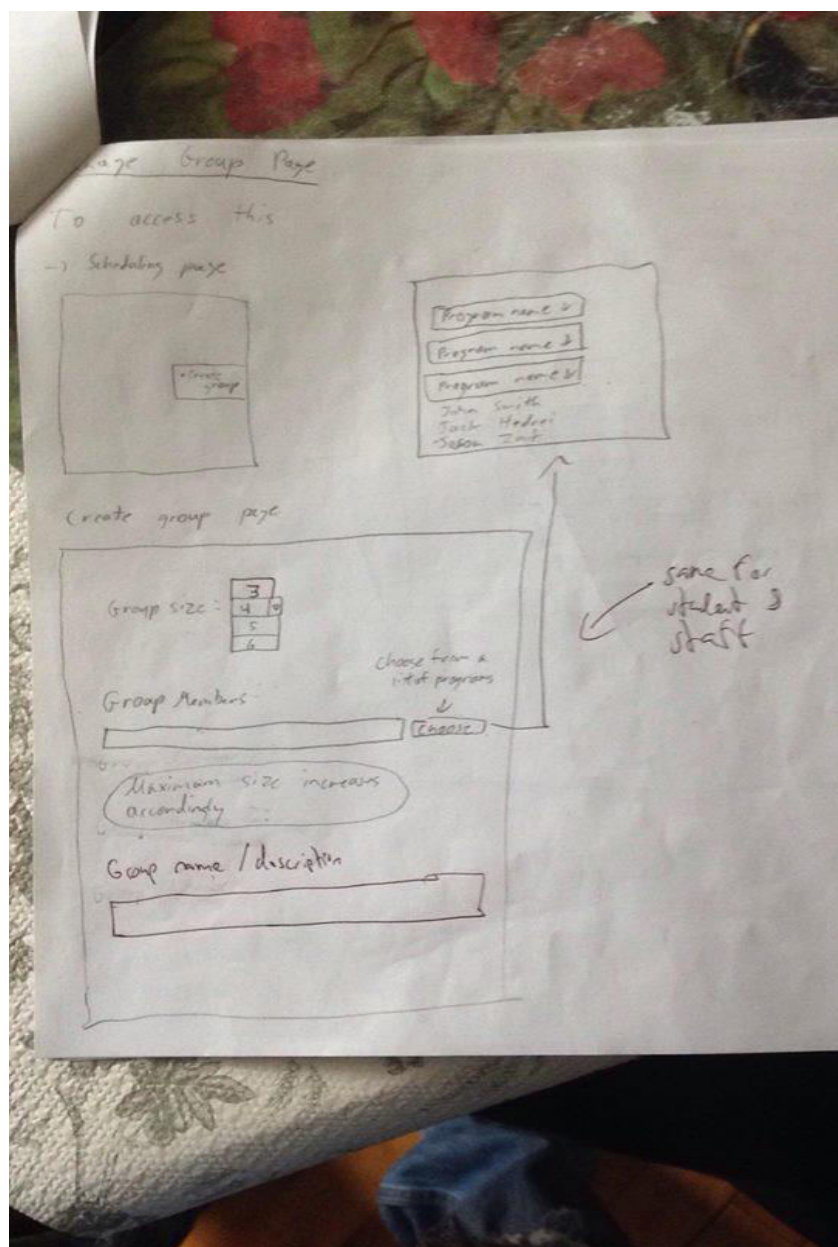 Group Page
To access this
-> Scheduling page
• Create
group
Program name ↓
Program name ↓
Program name ↓
John Smith
Jack
Jason
Create group page
Group size:
3
4
5
6
Group Members
choose from a
list of programs
choose
Maximum size increases
accordingly
Group name / description
same for
student &
staff